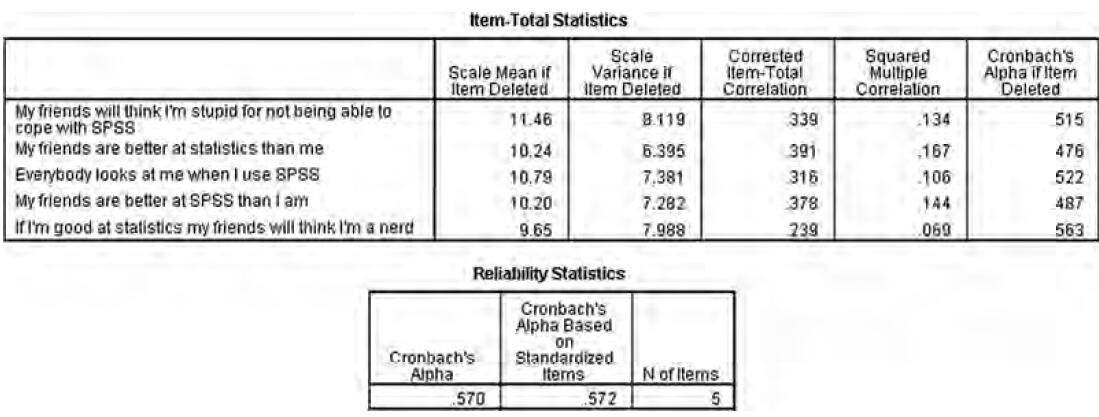 Item-Total Statistics
Scale Mean if Item Deleted Scale Variance if Item Deleted Corrected Item-Total Correlation Squared Multiple Correlation Cronbach's Alpha if Item Deleted
My friends will think I'm stupid for not being able to cope with SPSS 11.46 8.119 .339 .134 .515
My friends are better at statistics than me 10.24 6.395 .391 .167 .476
Everybody looks at me when I use SPSS 10.79 7.381 .316 .106 .522
My friends are better at SPSS than I am 10.20 7.282 .378 .144 .487
If I'm good at statistics my friends will think I'm a nerd 9.65 7.988 .239 .069 .563
Reliability Statistics
Cronbach's Alpha Cronbach's Alpha Based on Standardized Items N of Items
.570 .572 5